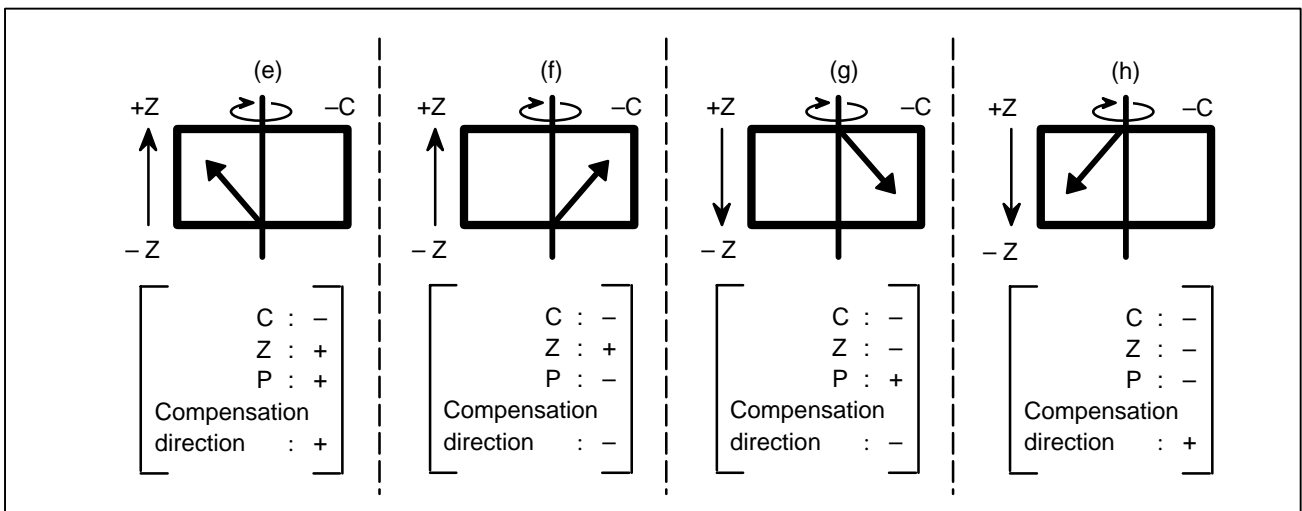 (e)
+Z
–C
– Z
C : –
Z : +
P : +
Compensation
direction : +
(f)
+Z
–C
– Z
C : –
Z : +
P : –
Compensation
direction : –
(g)
+Z
–C
– Z
C : –
Z : –
P : +
Compensation
direction : –
(h)
+Z
–C
– Z
C : –
Z : –
P : –
Compensation
direction : +